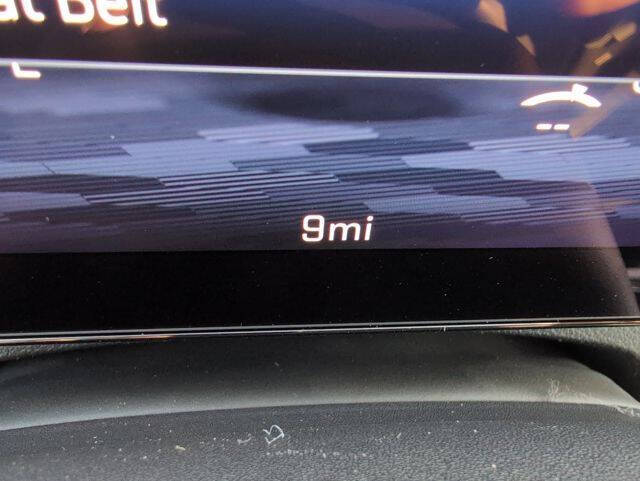 at Belt
9mi